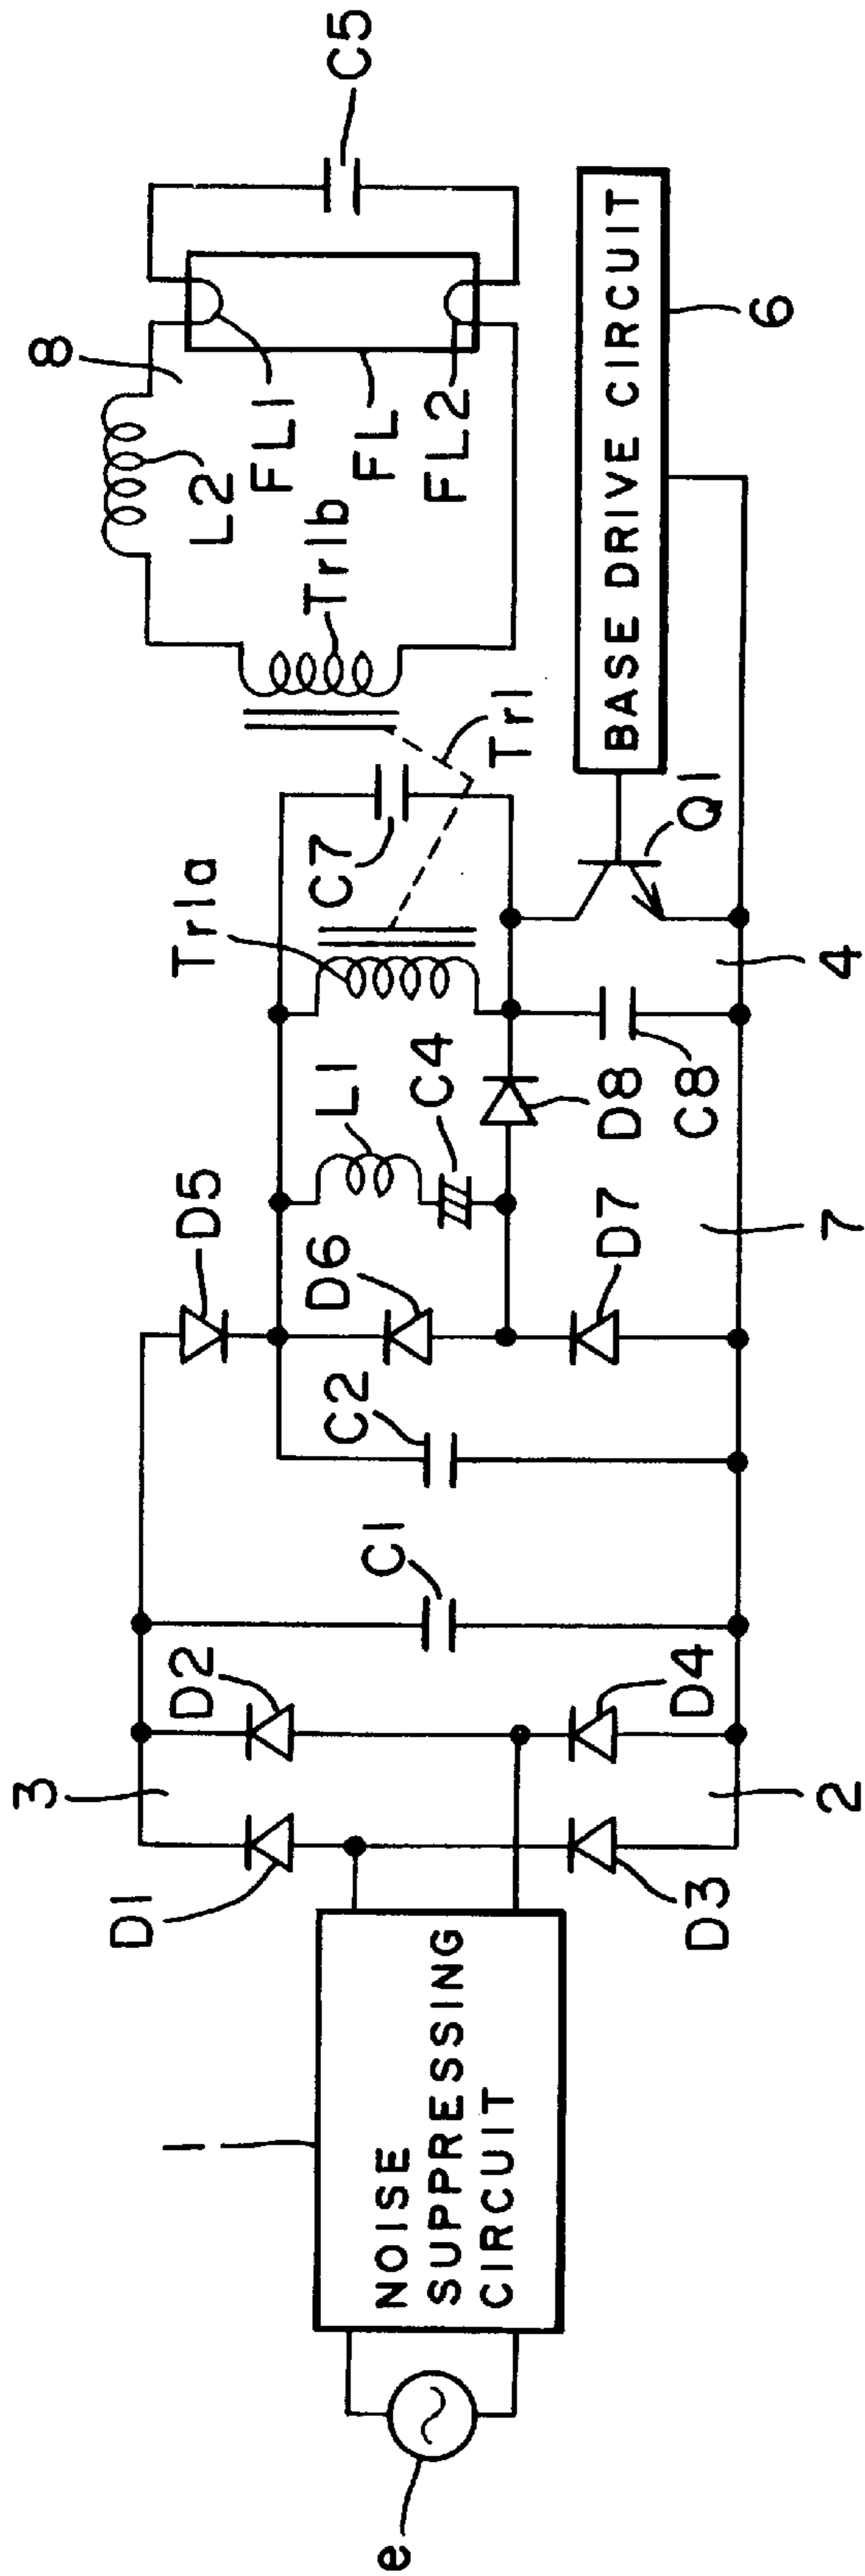 e
1
NOISE
SUPPRESSING
CIRCUIT
3
D1
D2
D3
D4
2
C1
C2
D5
D6
D7
7
L1
C4
D8
C8
4
Tr1a
C7
Tr1
Q1
Tr1b
L2
8
FL1
FL
FL2
C5
BASE DRIVE CIRCUIT
6